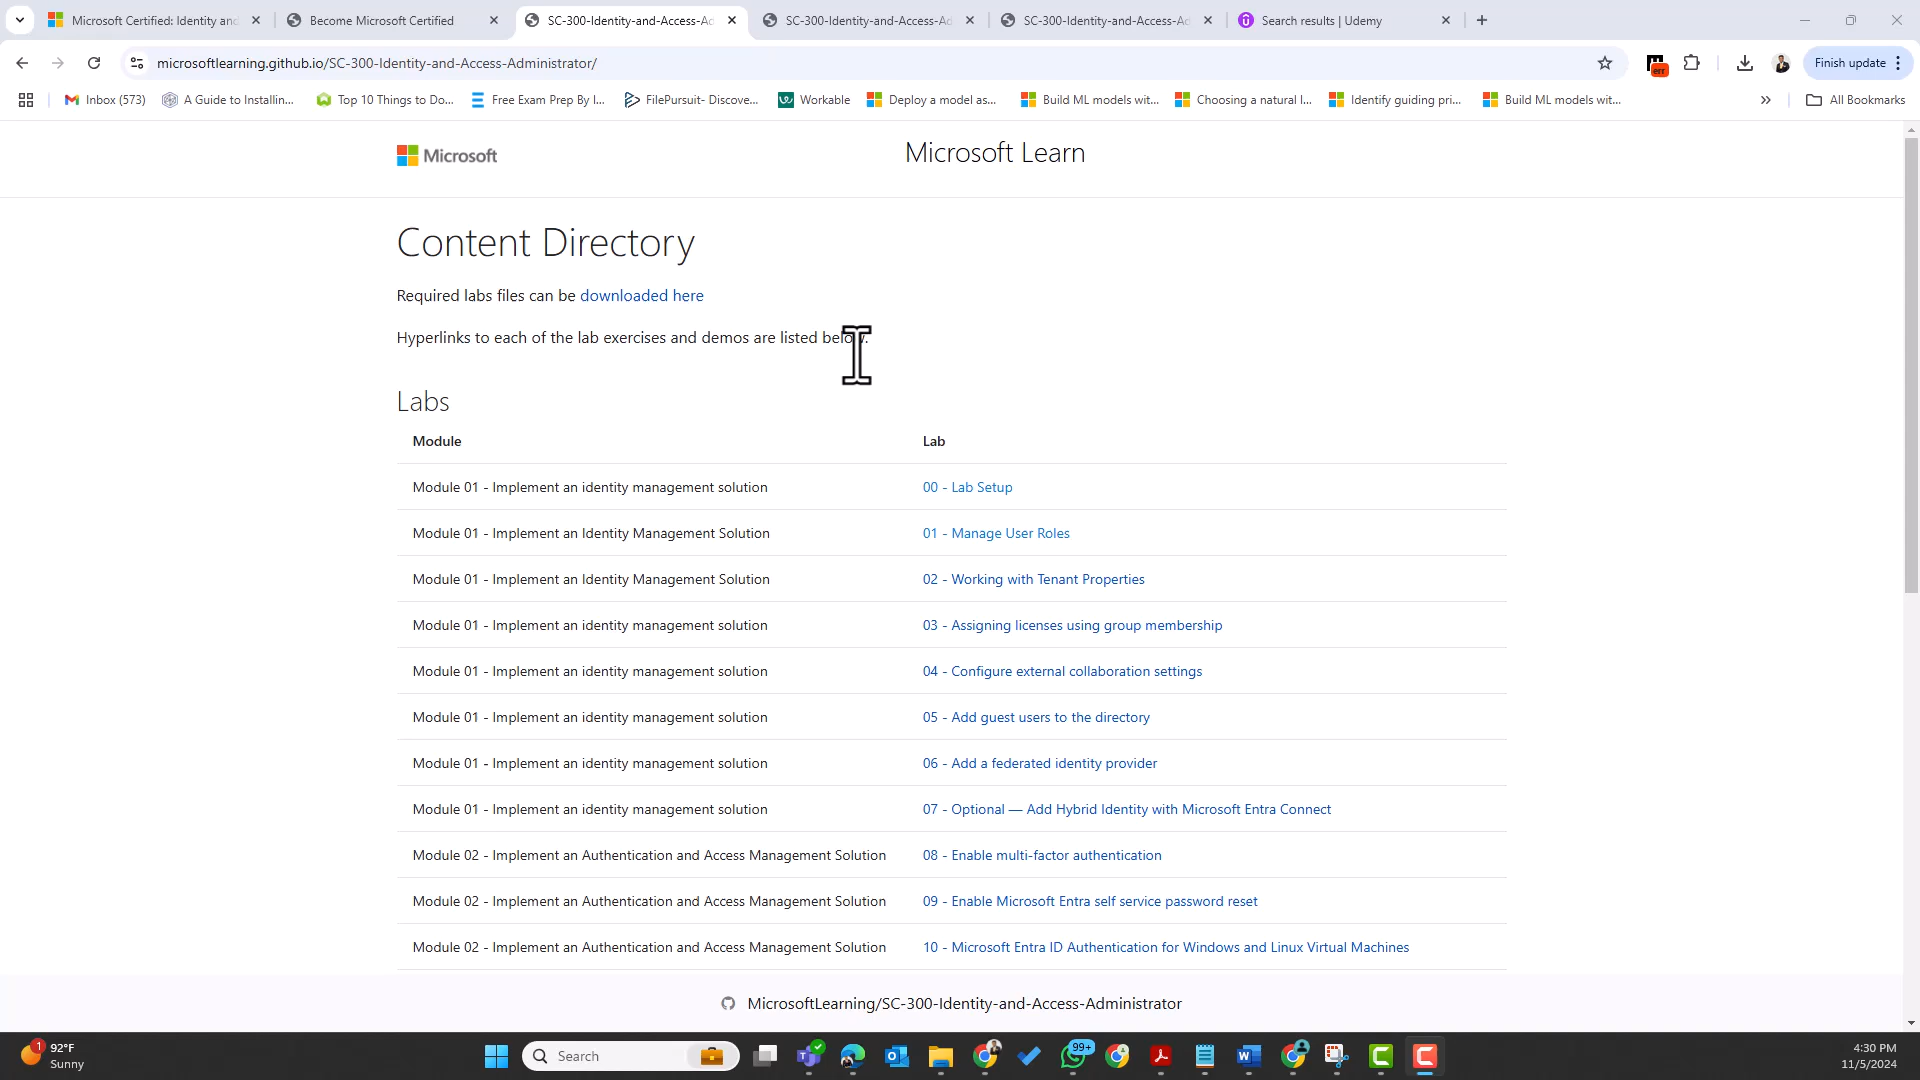 Microsoft Certified: Identity and
Become Microsoft Certified
SC-300-Identity-and-Access-Ad
SC-300-Identity-and-Access-Ad
SC-300-Identity-and-Access-Ad
Search results | Udemy
microsoftlearning.github.io/SC-300-Identity-and-Access-Administrator/
err
Finish update
Inbox (573)
A Guide to Installin...
Top 10 Things to Do...
Free Exam Prep By I...
FilePursuit- Discove...
Workable
Deploy a model as...
Build ML models wit...
Choosing a natural l...
Identify guiding pri...
Build ML models wit...
All Bookmarks
Microsoft
Microsoft Learn
Content Directory
Required labs files can be downloaded here
Hyperlinks to each of the lab exercises and demos are listed below.
Labs
Module Lab
Module 01 - Implement an identity management solution 00 - Lab Setup
Module 01 - Implement an Identity Management Solution 01 - Manage User Roles
Module 01 - Implement an Identity Management Solution 02 - Working with Tenant Properties
Module 01 - Implement an identity management solution 03 - Assigning licenses using group membership
Module 01 - Implement an identity management solution 04 - Configure external collaboration settings
Module 01 - Implement an identity management solution 05 - Add guest users to the directory
Module 01 - Implement an identity management solution 06 - Add a federated identity provider
Module 01 - Implement an identity management solution 07 - Optional — Add Hybrid Identity with Microsoft Entra Connect
Module 02 - Implement an Authentication and Access Management Solution 08 - Enable multi-factor authentication
Module 02 - Implement an Authentication and Access Management Solution 09 - Enable Microsoft Entra self service password reset
Module 02 - Implement an Authentication and Access Management Solution 10 - Microsoft Entra ID Authentication for Windows and Linux Virtual Machines
MicrosoftLearning/SC-300-Identity-and-Access-Administrator
1
92°F
Sunny
Search
99+
4:30 PM
11/5/2024